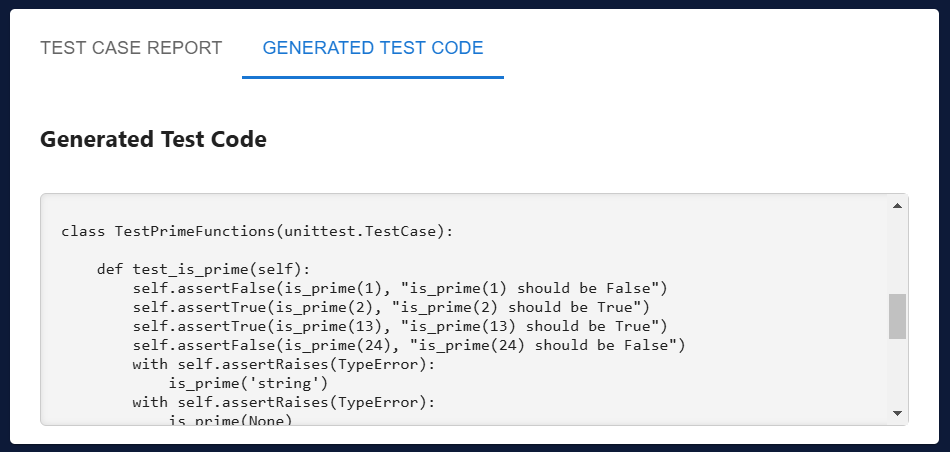 TEST CASE REPORT GENERATED TEST CODE
Generated Test Code
class TestPrimeFunctions(unittest.TestCase):
    def test_is_prime(self):
        self.assertFalse(is_prime(1), "is_prime(1) should be False")
        self.assertTrue(is_prime(2), "is_prime(2) should be True")
        self.assertTrue(is_prime(13), "is_prime(13) should be True")
        self.assertFalse(is_prime(24), "is_prime(24) should be False")
        with self.assertRaises(TypeError):
            is_prime('string')
        with self.assertRaises(TypeError):
            is_prime(None)